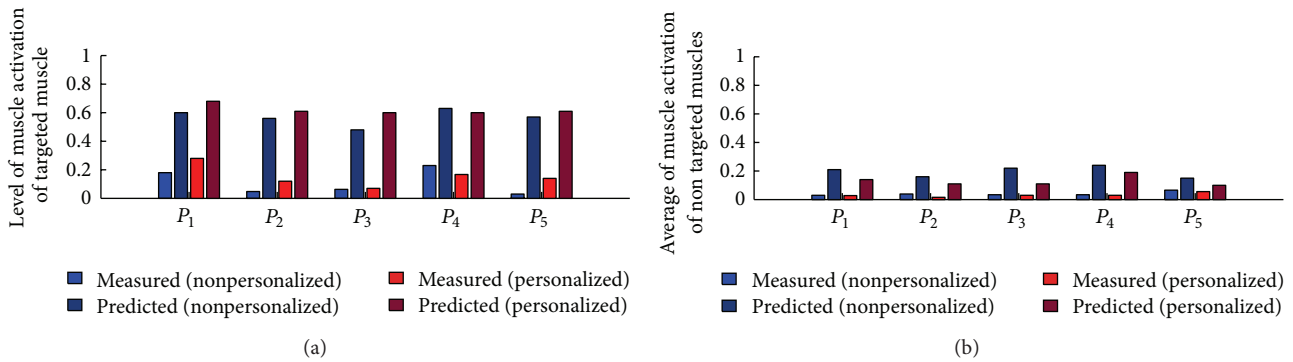 Level of muscle activation
of targeted muscle
1
0.8
0.6
0.4
0.2
0
P1
P2
P3
P4
P5
Measured (nonpersonalized)
Predicted (nonpersonalized)
Measured (personalized)
Predicted (personalized)
(a)
Average of muscle activation
of non targeted muscles
1
0.8
0.6
0.4
0.2
0
P1
P2
P3
P4
P5
Measured (nonpersonalized)
Predicted (nonpersonalized)
Measured (personalized)
Predicted (personalized)
(b)